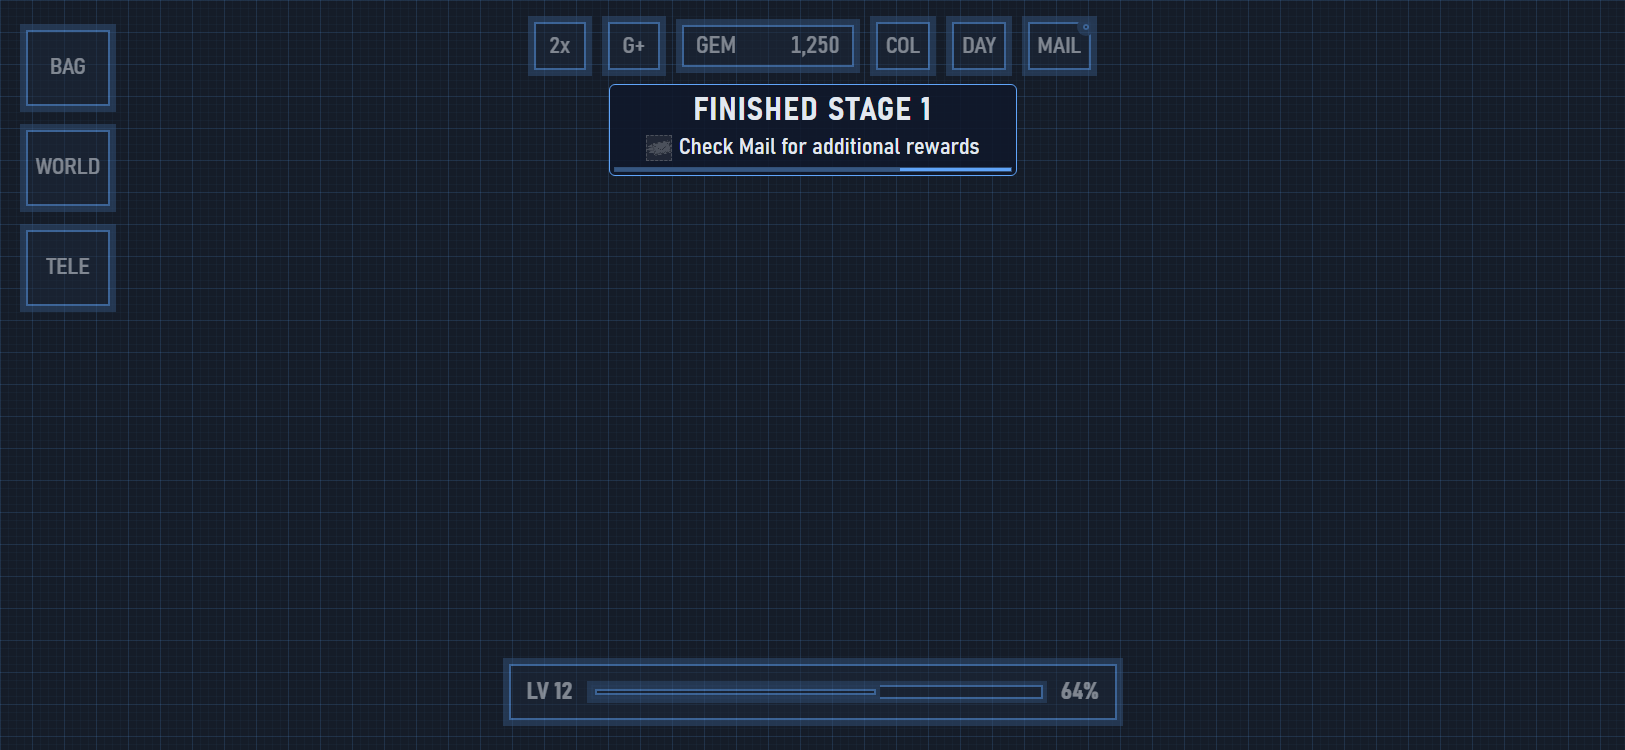 2x
G+
GEM 1,250
COL
DAY
MAIL
BAG
WORLD
TELE
FINISHED STAGE 1
Check Mail for additional rewards
LV 12
64%